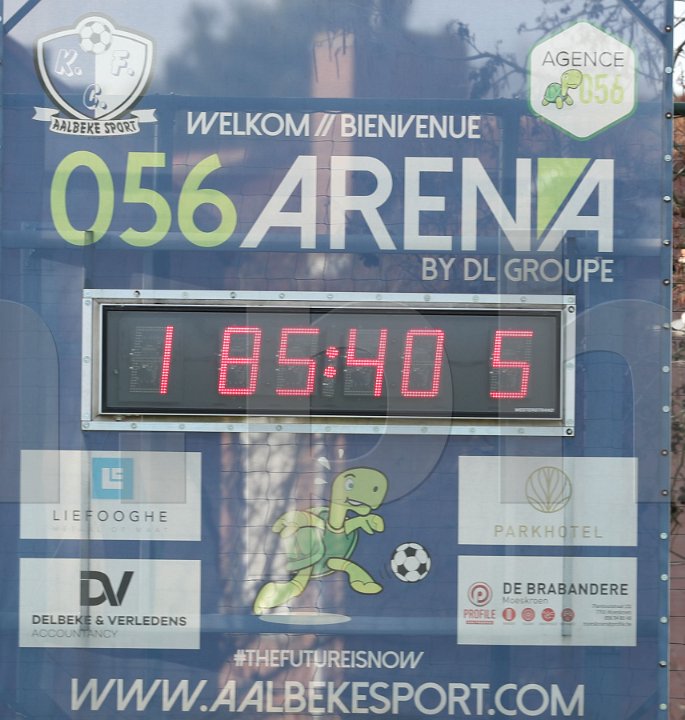 K. F.
C.
AALBEKE SPORT
AGENCE
056
WELKOM // BIENVENUE
056 ARENA
BY DL GROUPE
1 85:40 5
LIEFOOGHE
PARKHOTEL
DV
DELBEKE & VERLEDENS
ACCOUNTANCY
PROFILE
DE BRABANDERE
Moeskroen
#THEFUTUREISNOW
WWW.AALBEKESPORT.COM